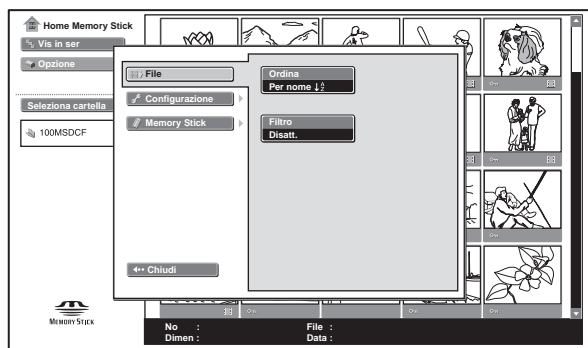 Home Memory Stick
Vis in ser
Opzione
Seleziona cartella
100MSDCF
File
Configurazione
Memory Stick
Chiudi
Ordina
Per nome ↓A Z
Filtro
Disatt.
MEMORY STICK
No :
File :
Dimen :
Data :